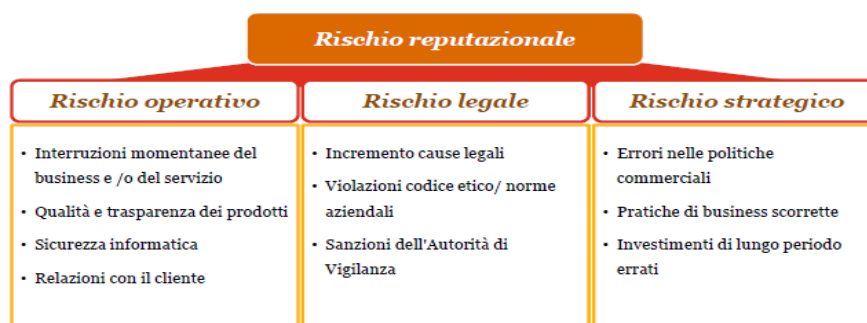 Rischio reputazionale
Rischio operativo
• Interruzioni momentanee del
business e /o del servizio
• Qualità e trasparenza dei prodotti
• Sicurezza informatica
• Relazioni con il cliente
Rischio legale
• Incremento cause legali
• Violazioni codice etico/ norme
aziendali
• Sanzioni dell'Autorità di
Vigilanza
Rischio strategico
• Errori nelle politiche
commerciali
• Pratiche di business scorrette
• Investimenti di lungo periodo
errati